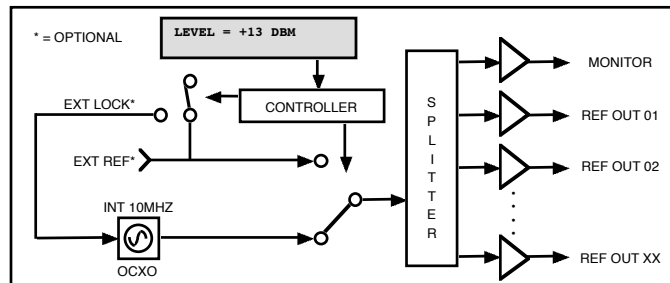 LEVEL = +13 DBM
* = OPTIONAL
MONITOR
EXT LOCK*
CONTROLLER
SPLITTER
REF OUT 01
EXT REF*
REF OUT 02
INT 10MHZ
OCXO
REF OUT XX